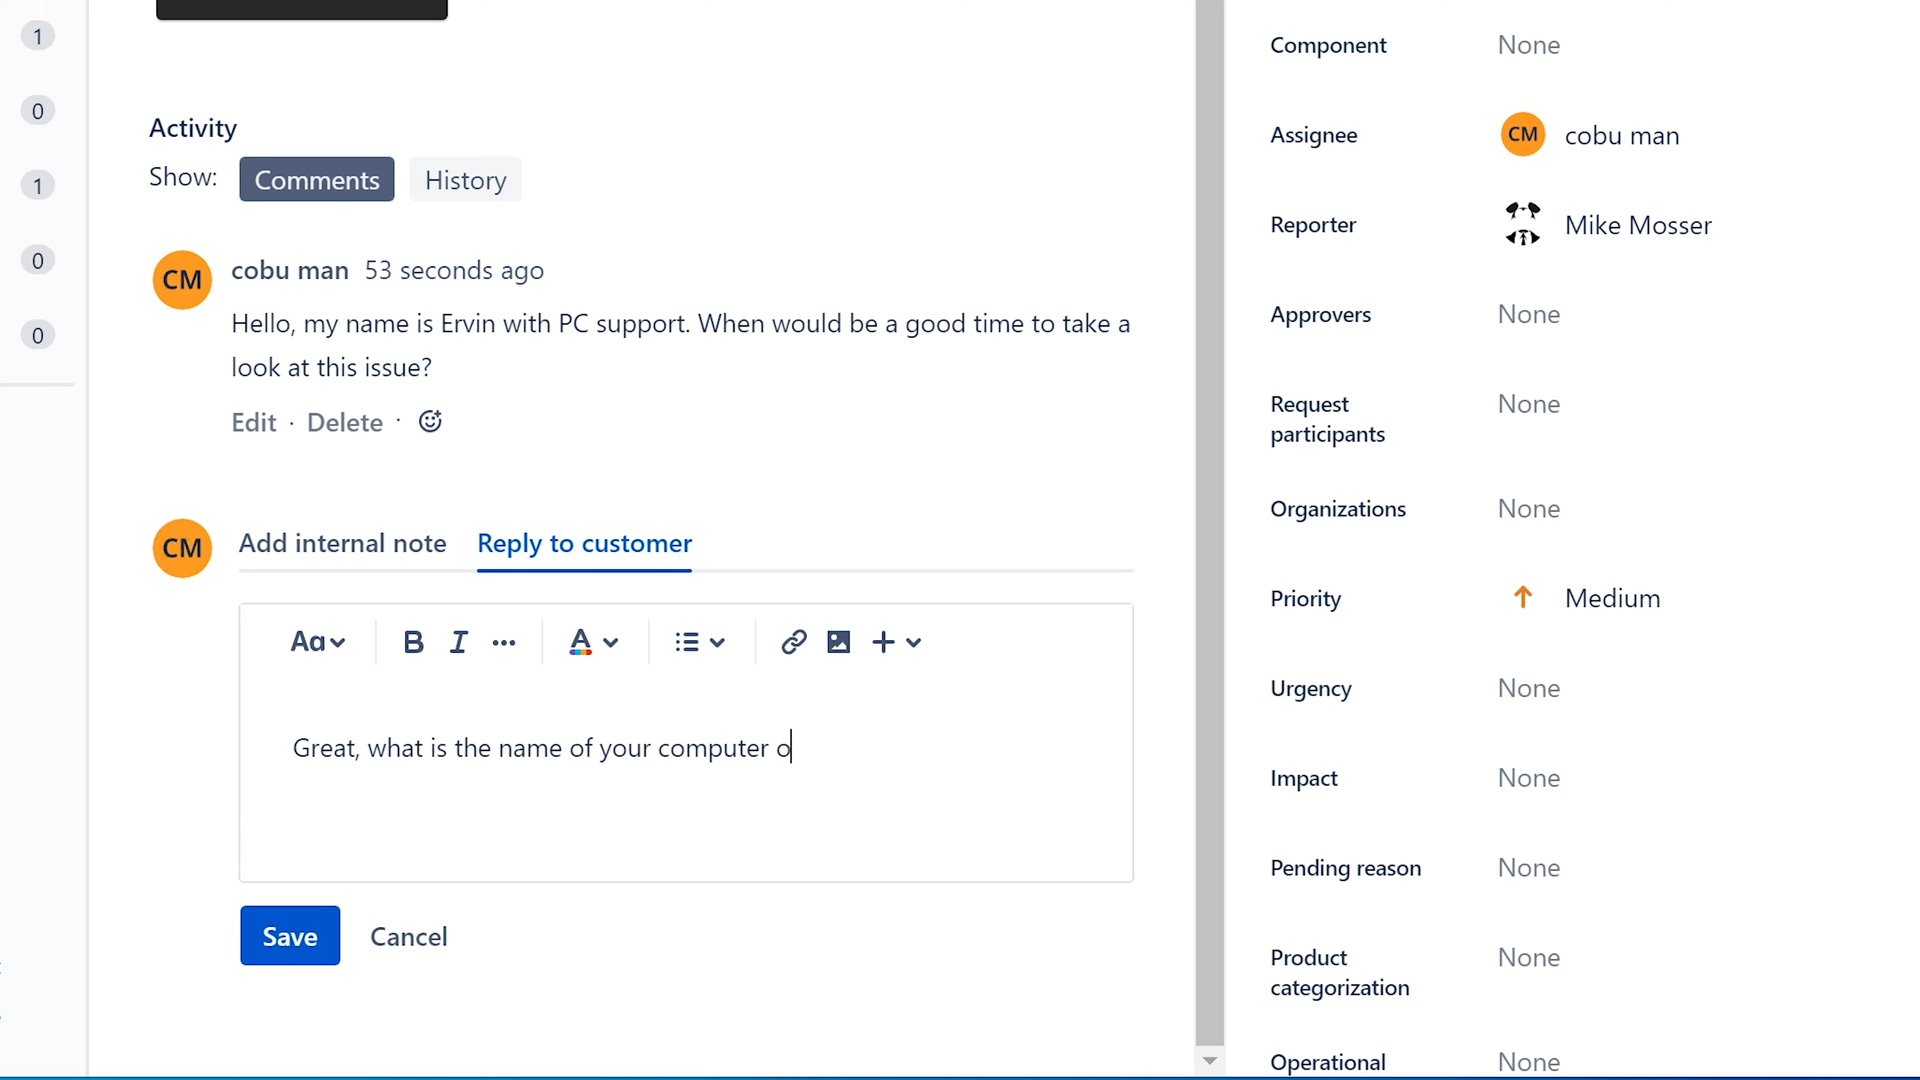 1
0
1
0
0
Activity
Show: Comments History
CM cobu man 53 seconds ago
Hello, my name is Ervin with PC support. When would be a good time to take a
look at this issue?
Edit · Delete ·
CM Add internal note Reply to customer
Aa B I ... A
Great, what is the name of your computer o
Save Cancel
Component None
Assignee CM cobu man
Reporter Mike Mosser
Approvers None
Request
participants None
Organizations None
Priority Medium
Urgency None
Impact None
Pending reason None
Product
categorization None
Operational None